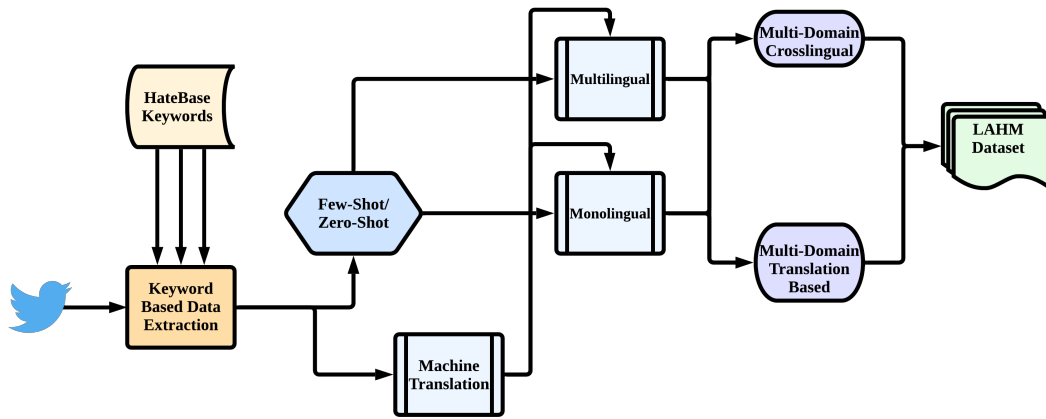 HateBase
Keywords
Keyword
Based Data
Extraction
Few-Shot/
Zero-Shot
Machine
Translation
Multilingual
Monolingual
Multi-Domain
Crosslingual
Multi-Domain
Translation
Based
LAHM
Dataset